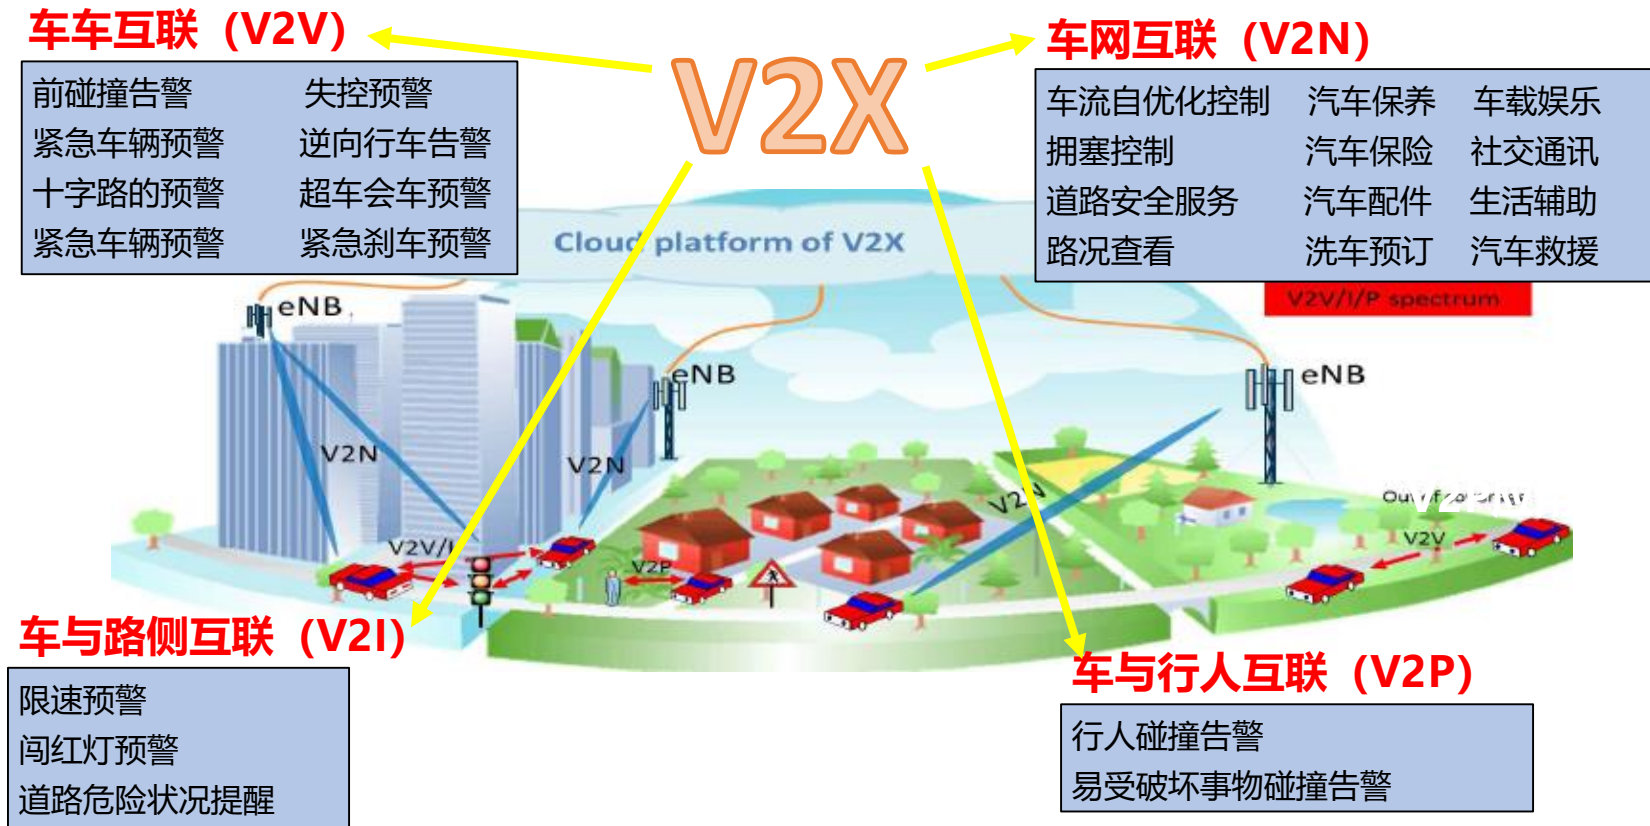 车车互联（V2V）
V2X
车网互联（V2N）
前碰撞告警 失控预警
紧急车辆预警 逆向行车告警
十字路的预警 超车会车预警
紧急车辆预警 紧急刹车预警
车流自优化控制 汽车保养 车载娱乐
拥塞控制 汽车保险 社交通讯
道路安全服务 汽车配件 生活辅助
路况查看 洗车预订 汽车救援
Cloud platform of V2X
V2V/I/P spectrum
eNB
eNB
eNB
V2N
V2N
V2N
Out of
V2V/I
V2P
V2V
车与路侧互联（V2I）
限速预警
闯红灯预警
道路危险状况提醒
车与行人互联（V2P）
行人碰撞告警
易受破坏事物碰撞告警